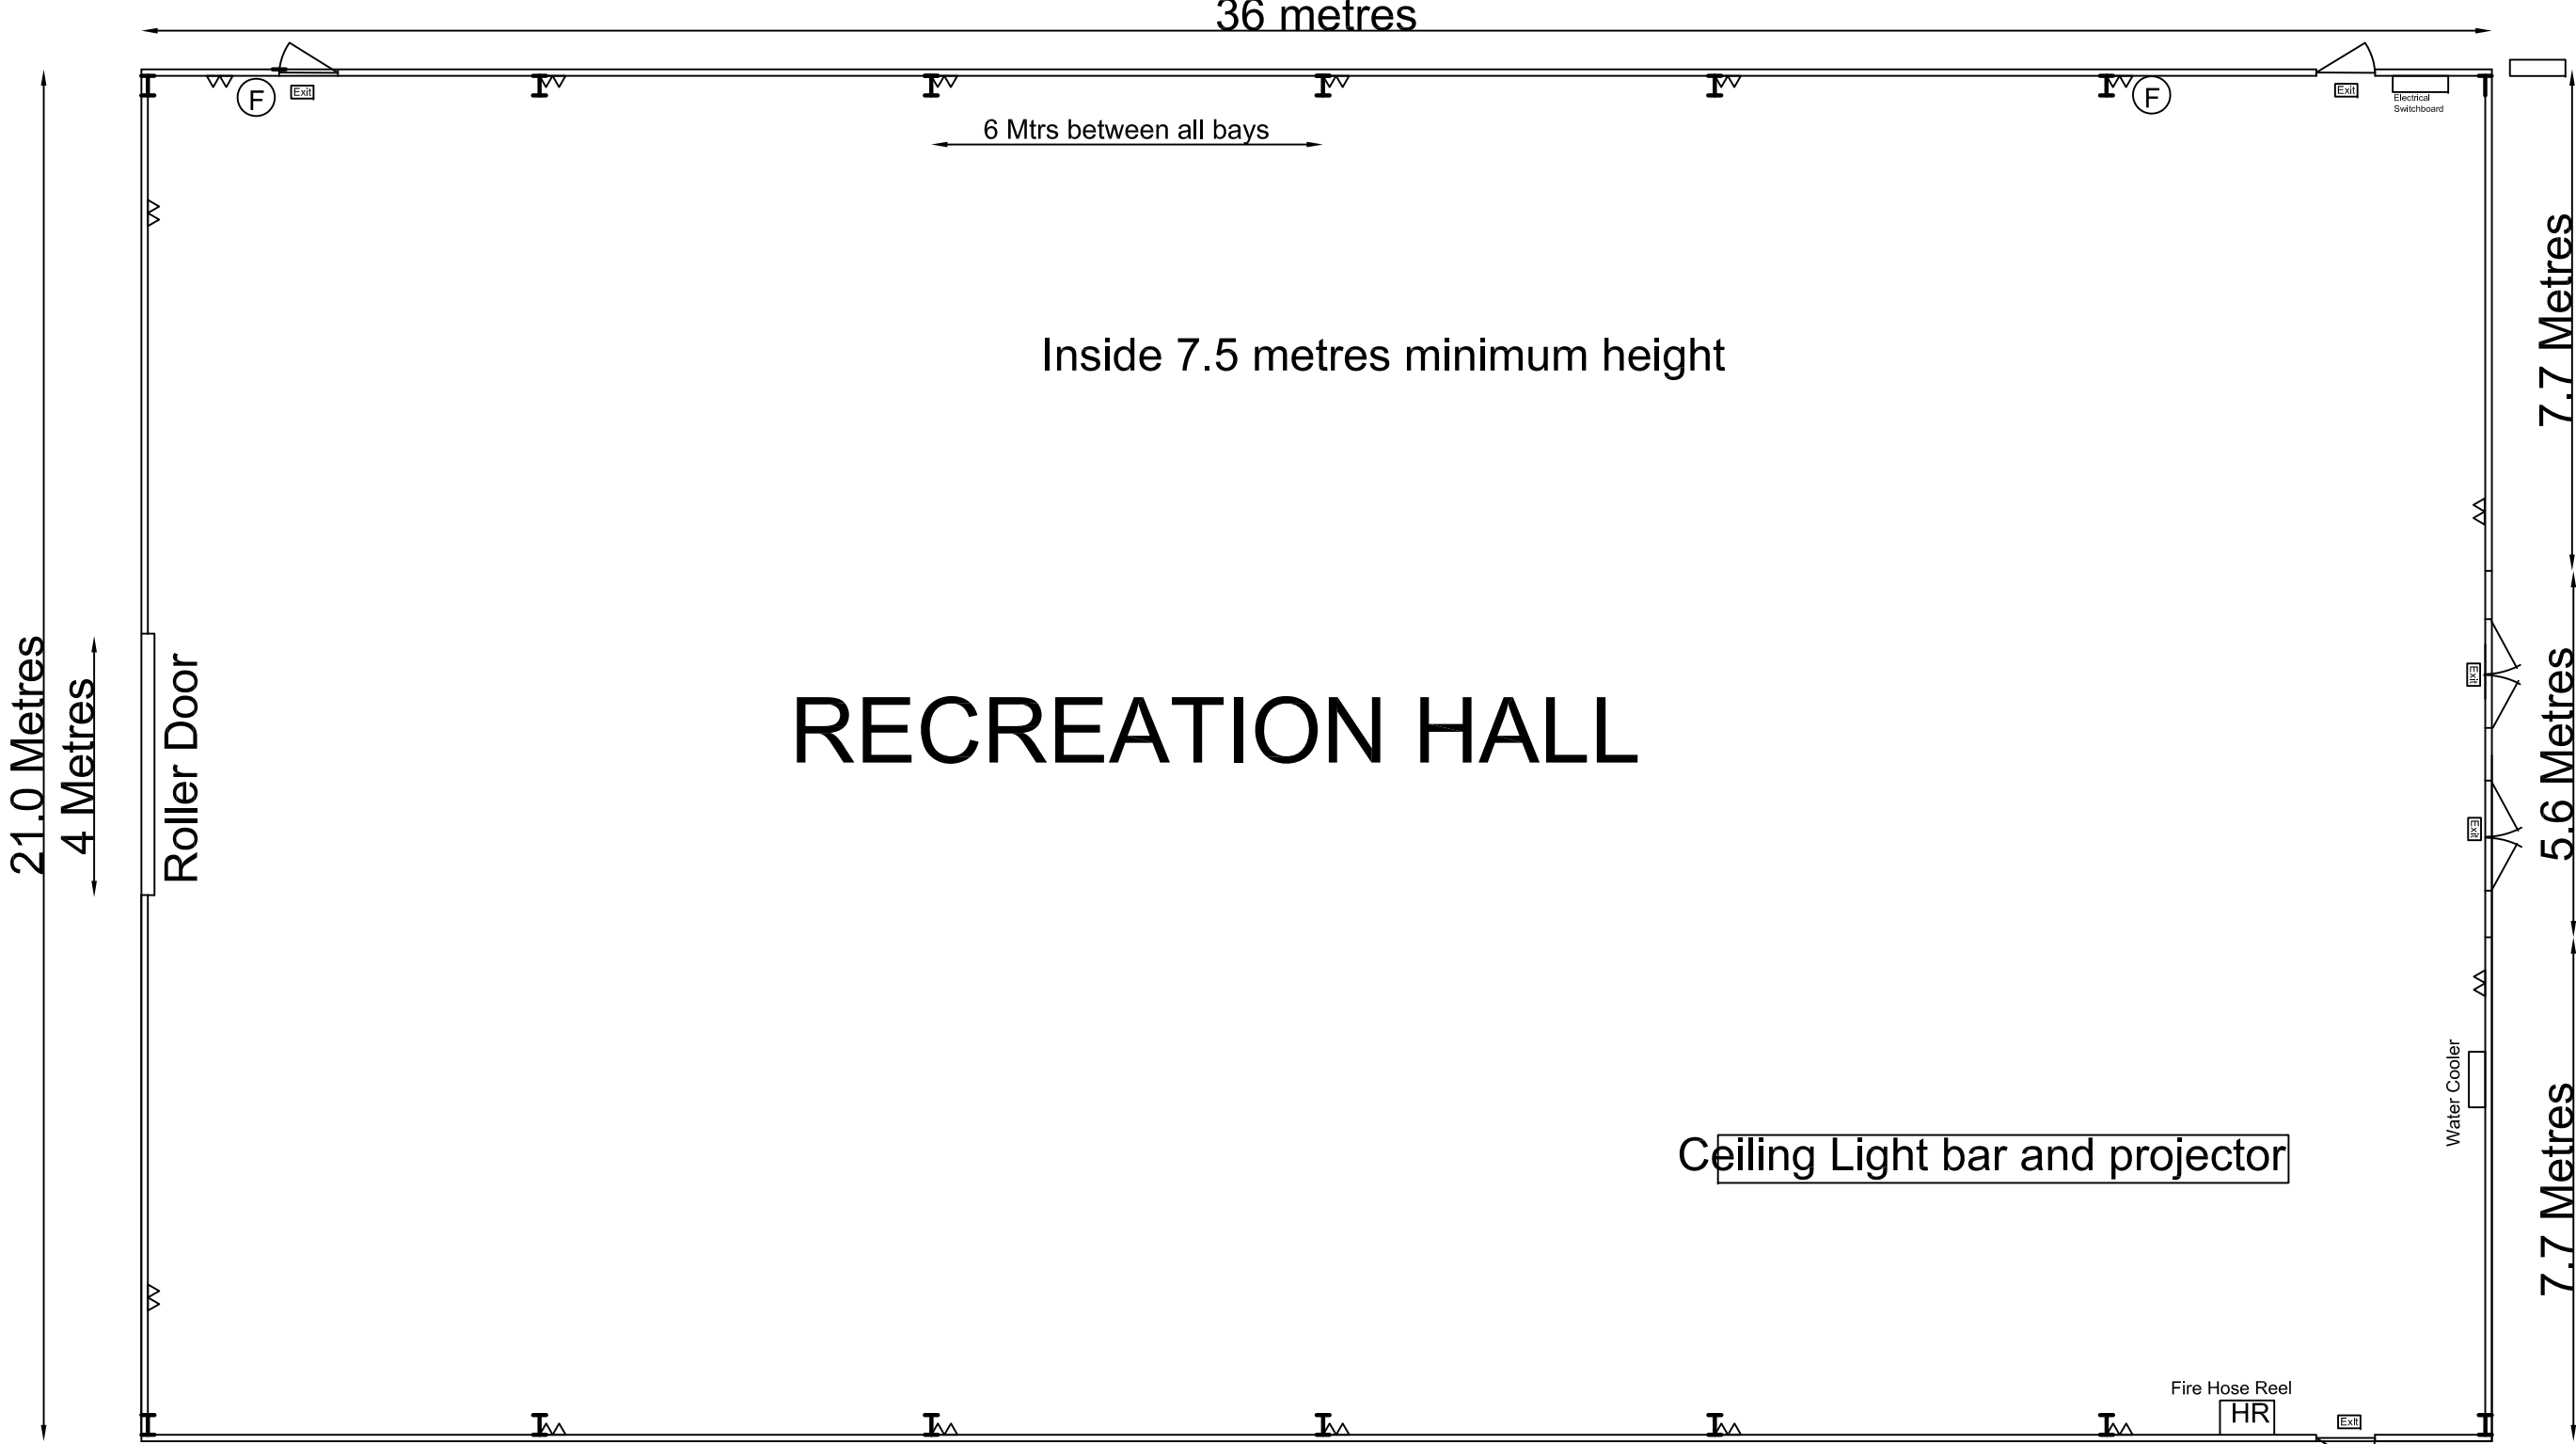 36 metres
F
Exit
F
Exit
Electrical
Switchboard
6 Mtrs between all bays
Inside 7.5 metres minimum height
7.7 Metres
21.0 Metres
4 Metres
Roller Door
RECREATION HALL
Exit
Exit
5.6 Metres
Water Cooler
Ceiling Light bar and projector
7.7 Metres
Fire Hose Reel
HR
Exit